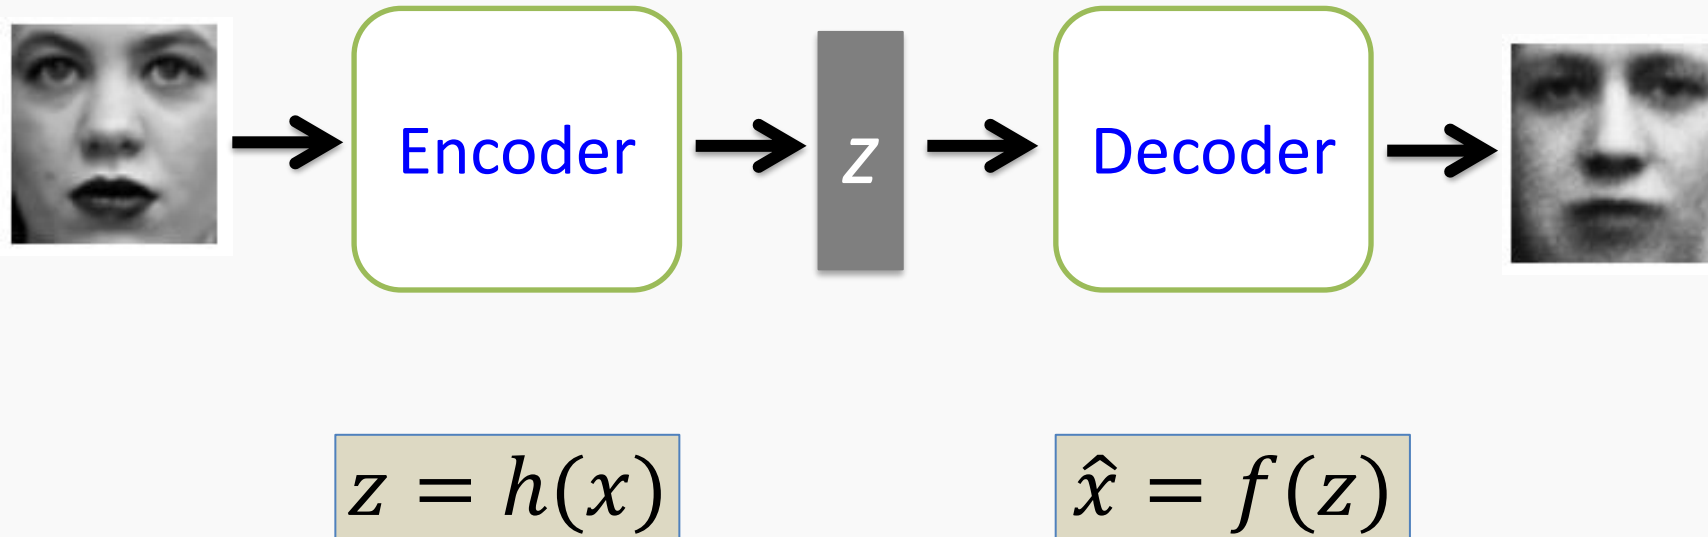 Encoder
z
Decoder
z = h(x)
x̂ = f(z)